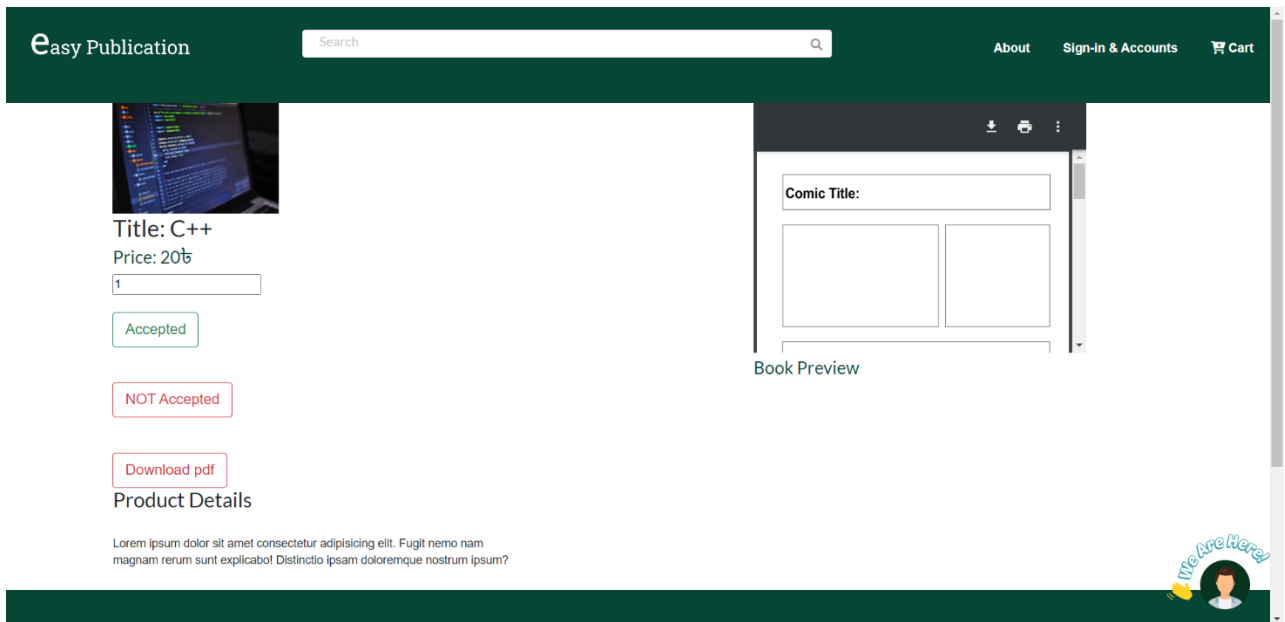 easy Publication
Search
About
Sign-in & Accounts
Cart
Title: C++
Price: 20৳
1
Accepted
NOT Accepted
Download pdf
Product Details
Lorem ipsum dolor sit amet consectetur adipisicing elit. Fugit nemo nam
magnam rerum sunt explicabo! Distinctio ipsam doloremque nostrum ipsum?
Comic Title:
Book Preview
We Are Here!